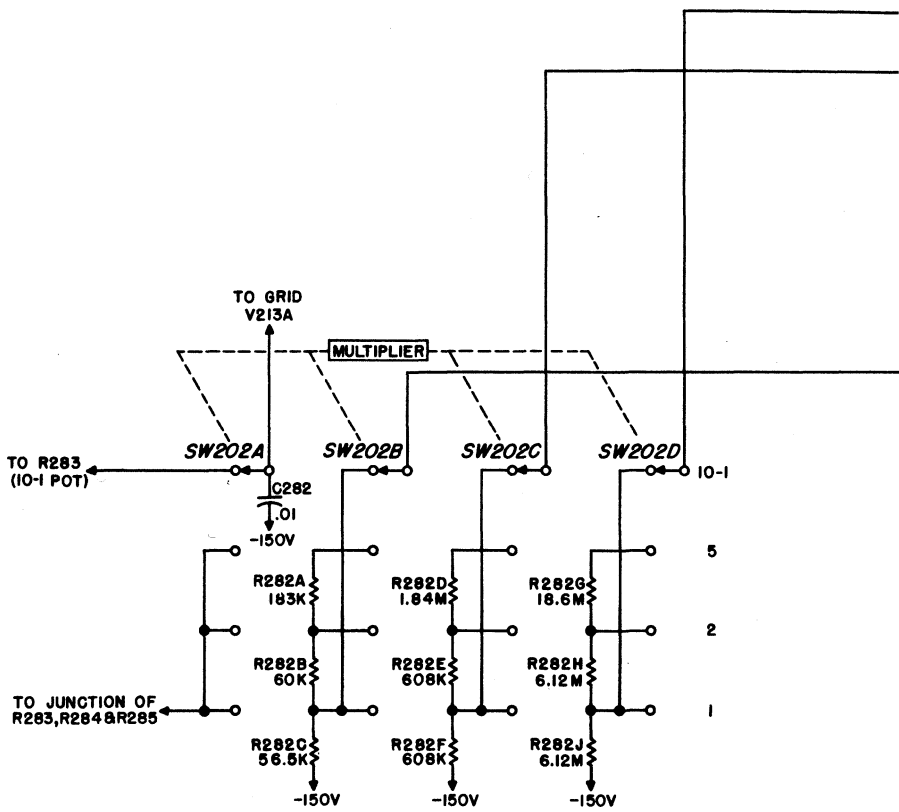 TO GRID
V213A
MULTIPLIER
SW202A
SW202B
SW202C
SW202D
TO R283
(10-1 POT)
10-1
C282
.01
-150V
5
R282A
183K
R282D
1.84M
R282G
18.6M
2
R282B
60K
R282E
608K
R282H
6.12M
TO JUNCTION OF
R283,R284&R285
1
R282C
56.5K
R282F
608K
R282J
6.12M
-150V
-150V
-150V